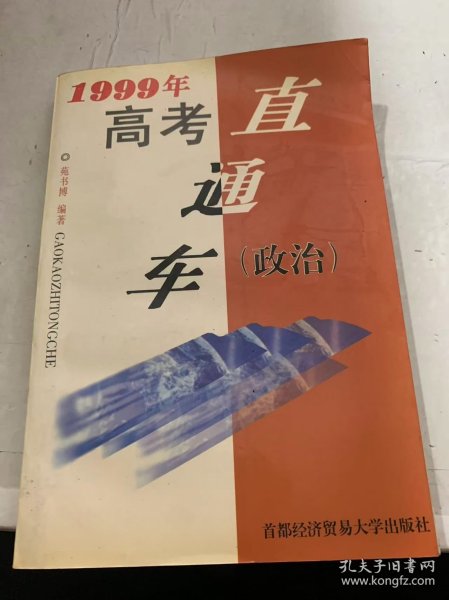 1999年
高考
直通车
(政治)
◎ 苑书博 编著
GAOKAOZHITONGCHE
首都经济贸易大学出版社
孔夫子旧书网
www.kongfz.com